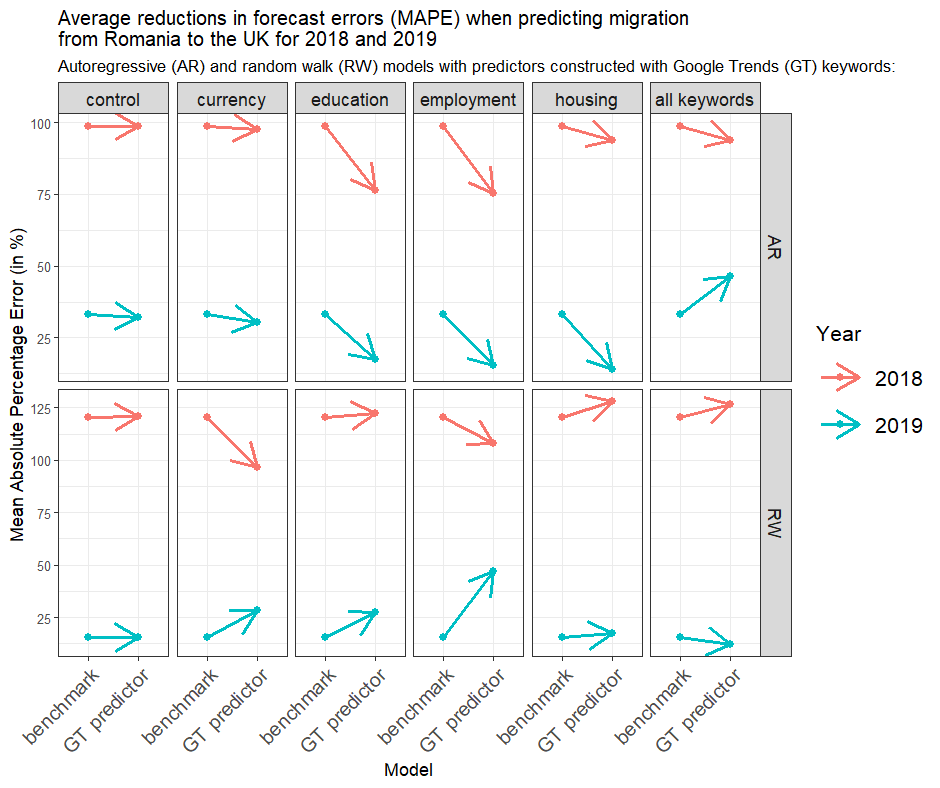 Average reductions in forecast errors (MAPE) when predicting migration
from Romania to the UK for 2018 and 2019
Autoregressive (AR) and random walk (RW) models with predictors constructed with Google Trends (GT) keywords:
control
currency
education
employment
housing
all keywords
100
75
50
25
AR
125
100
75
50
25
RW
Mean Absolute Percentage Error (in %)
benchmark
GT predictor
benchmark
GT predictor
benchmark
GT predictor
benchmark
GT predictor
benchmark
GT predictor
benchmark
GT predictor
Model
Year
2018
2019